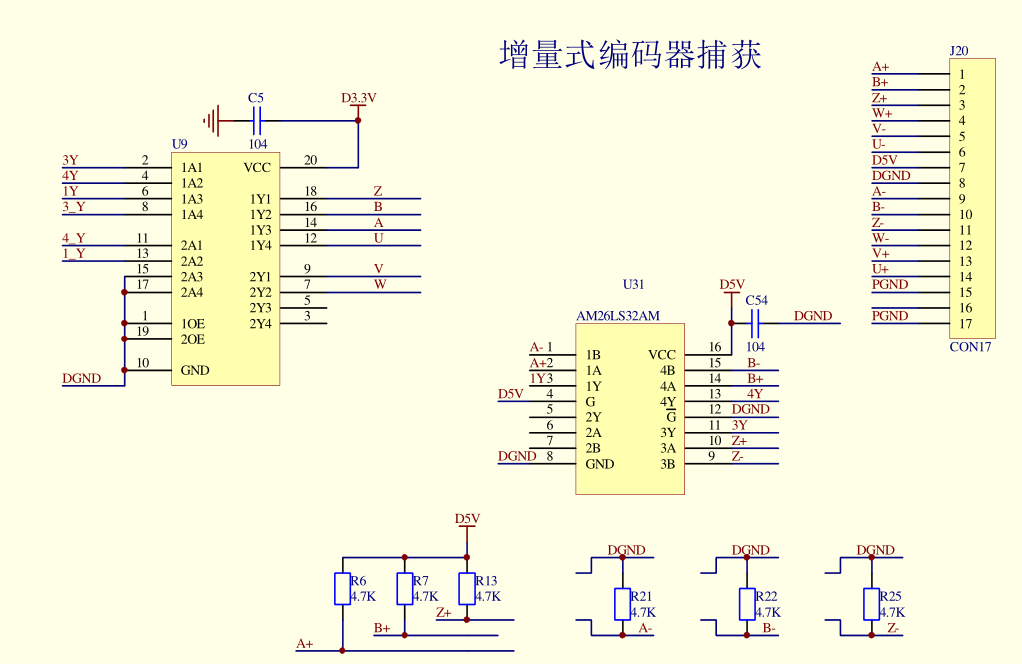 增量式编码器捕获
J20
A+ 1
B+ 2
Z+ 3
W+ 4
V- 5
U- 6
D5V 7
DGND 8
A- 9
B- 10
Z- 11
W- 12
V+ 13
U+ 14
PGND 15
16
PGND 17
CON17
C5
104
D3.3V
U9
3Y 2 1A1 VCC 20
4Y 4 1A2
1Y 6 1A3 1Y1 18 Z
3_Y 8 1A4 1Y2 16 B
1Y3 14 A
4_Y 11 2A1 1Y4 12 U
1_Y 13 2A2
15 2A3 2Y1 9 V
17 2A4 2Y2 7 W
2Y3 5
1 1OE 2Y4 3
19 2OE
10 GND
DGND
U31
D5V
C54
AM26LS32AM
DGND
104
A- 1 1B VCC 16
A+ 2 1A 4B 15 B-
1Y 3 1Y 4A 14 B+
D5V 4 G 4Y 13 4Y
5 2Y G 12 DGND
6 2A 3Y 11 3Y
7 2B 3A 10 Z+
DGND 8 GND 3B 9 Z-
D5V
R6 R7 R13
4.7K 4.7K 4.7K
Z+
B+
A+
DGND
R21
4.7K
A-
DGND
R22
4.7K
B-
DGND
R25
4.7K
Z-